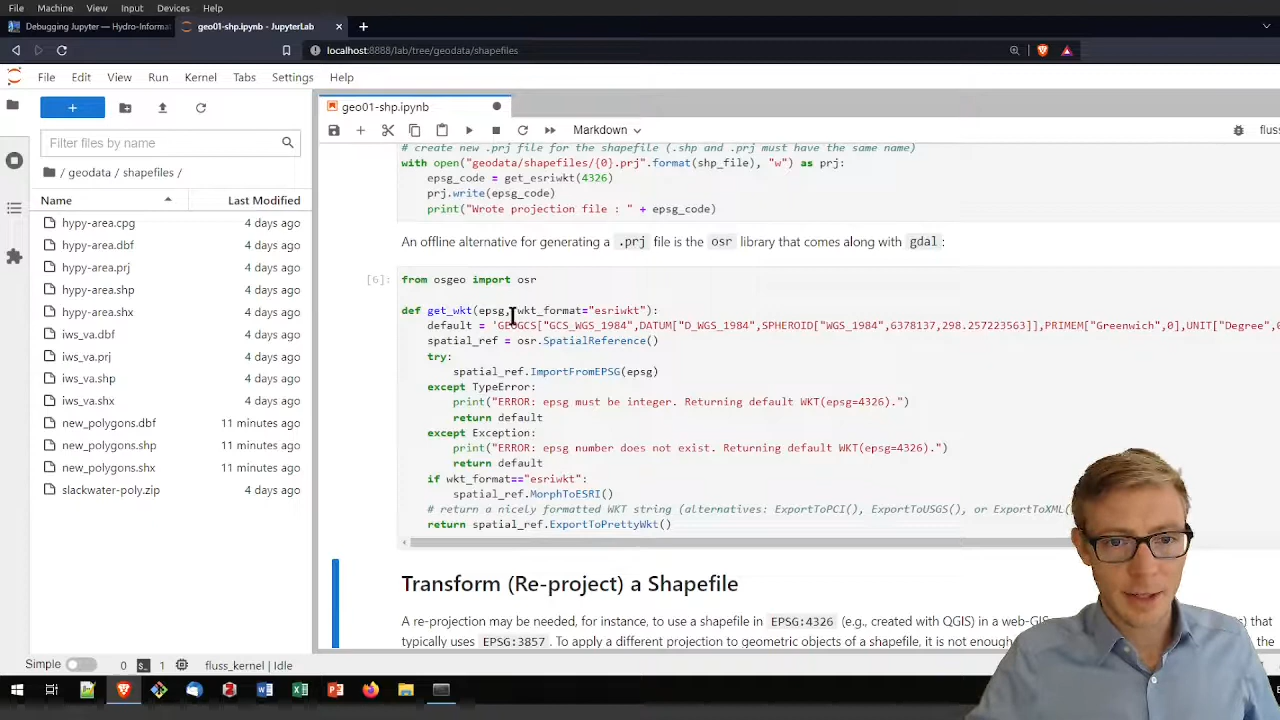 File Machine View Input Devices Help
Debugging Jupyter — Hydro-Informat
geo01-shp.ipynb - JupyterLab
localhost:8888/lab/tree/geodata/shapefiles
File Edit View Run Kernel Tabs Settings Help
geo01-shp.ipynb
Filter files by name
Markdown
fluss
/ geodata / shapefiles /
Name Last Modified
hypy-area.cpg 4 days ago
hypy-area.dbf 4 days ago
hypy-area.prj 4 days ago
hypy-area.shp 4 days ago
hypy-area.shx 4 days ago
iws_va.dbf 4 days ago
iws_va.prj 4 days ago
iws_va.shp 4 days ago
iws_va.shx 4 days ago
new_polygons.dbf 11 minutes ago
new_polygons.shp 11 minutes ago
new_polygons.shx 11 minutes ago
slackwater-poly.zip 4 days ago
# create new .prj file for the shapefile (.shp and .prj must have the same name)
with open("geodata/shapefiles/{0}.prj".format(shp_file), "w") as prj:
epsg_code = get_esriwkt(4326)
prj.write(epsg_code)
print("Wrote projection file : " + epsg_code)
An offline alternative for generating a .prj file is the osr library that comes along with gdal:
[6]:
from osgeo import osr
def get_wkt(epsg, wkt_format="esriwkt"):
default = 'GEOGCS["GCS_WGS_1984",DATUM["D_WGS_1984",SPHEROID["WGS_1984",6378137,298.257223563]],PRIMEM["Greenwich",0],UNIT["Degree",
spatial_ref = osr.SpatialReference()
try:
spatial_ref.ImportFromEPSG(epsg)
except TypeError:
print("ERROR: epsg must be integer. Returning default WKT(epsg=4326).")
return default
except Exception:
print("ERROR: epsg number does not exist. Returning default WKT(epsg=4326).")
return default
if wkt_format=="esriwkt":
spatial_ref.MorphToESRI()
# return a nicely formatted WKT string (alternatives: ExportToPCI(), ExportToUSGS(), or ExportToXML(
return spatial_ref.ExportToPrettyWkt()
Transform (Re-project) a Shapefile
A re-projection may be needed, for instance, to use a shapefile in EPSG:4326 (e.g., created with QGIS) in a web-GIS that
typically uses EPSG:3857. To apply a different projection to geometric objects of a shapefile, it is not enough the
Simple 0 1 fluss_kernel | Idle